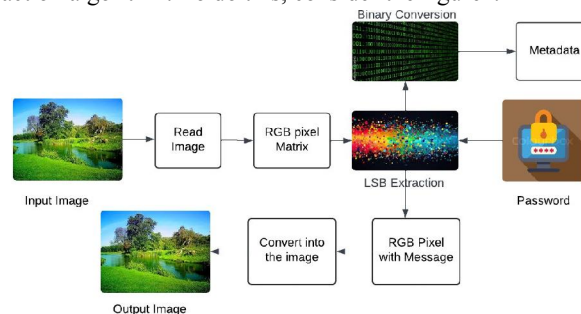 Binary Conversion
Metadata
Read
Image
RGB pixel
Matrix
LSB Extraction
Input Image
Password
Convert into
the image
RGB Pixel
with Message
Output Image